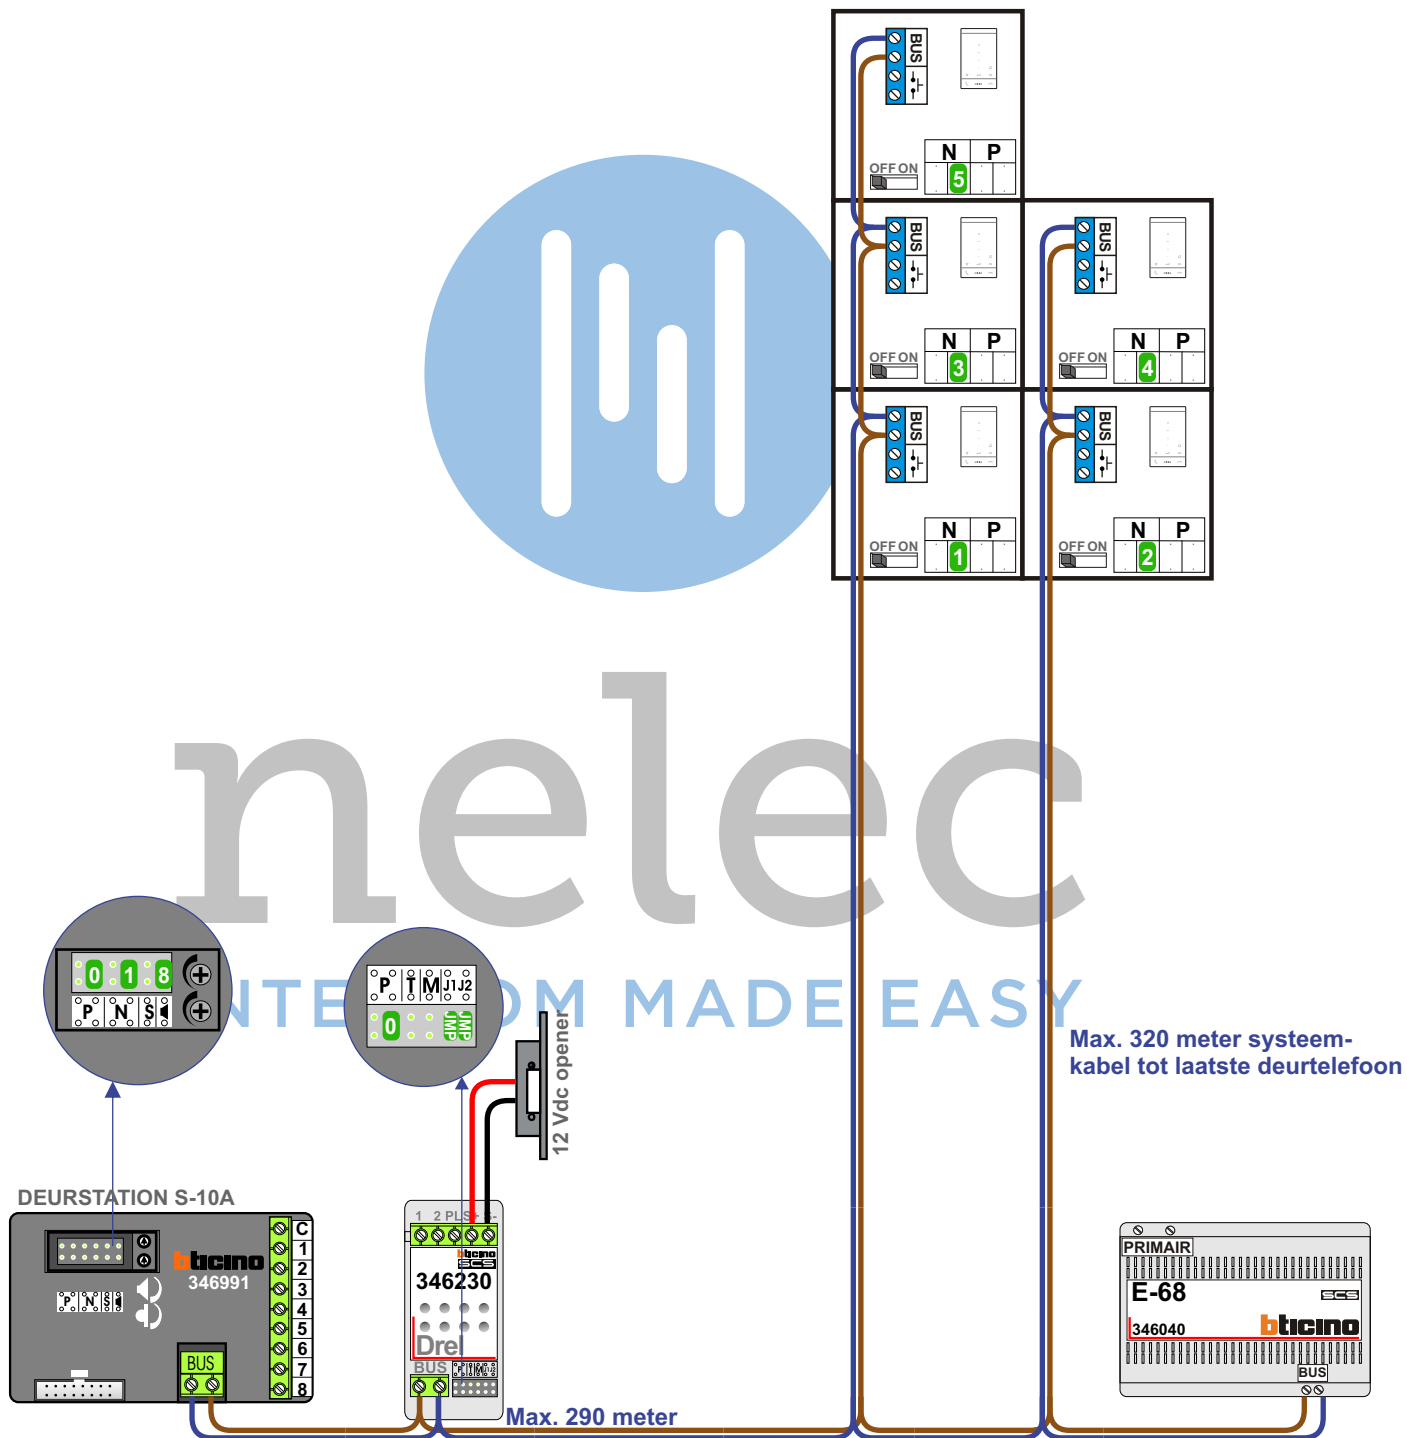 BUS
N P
OFF ON
5
BUS
N P
OFF ON
3
BUS
N P
OFF ON
4
BUS
N P
OFF ON
1
BUS
N P
OFF ON
2
nelec
INTERCOM MADE EASY
0 1 8
P N S
P T M J1 J2
0 JMP JMP
12 Vdc opener
Max. 320 meter systeem-
kabel tot laatste deurtelefoon
DEURSTATION S-10A
bticino
346991
P N S
C
1
2
3
4
5
6
7
8
BUS
1 2 PL S+ S-
bticino
SCS
346230
Drel
BUS
P T M J1 J2
Max. 290 meter
PRIMAIR
E-68
SCS
346040
bticino
BUS